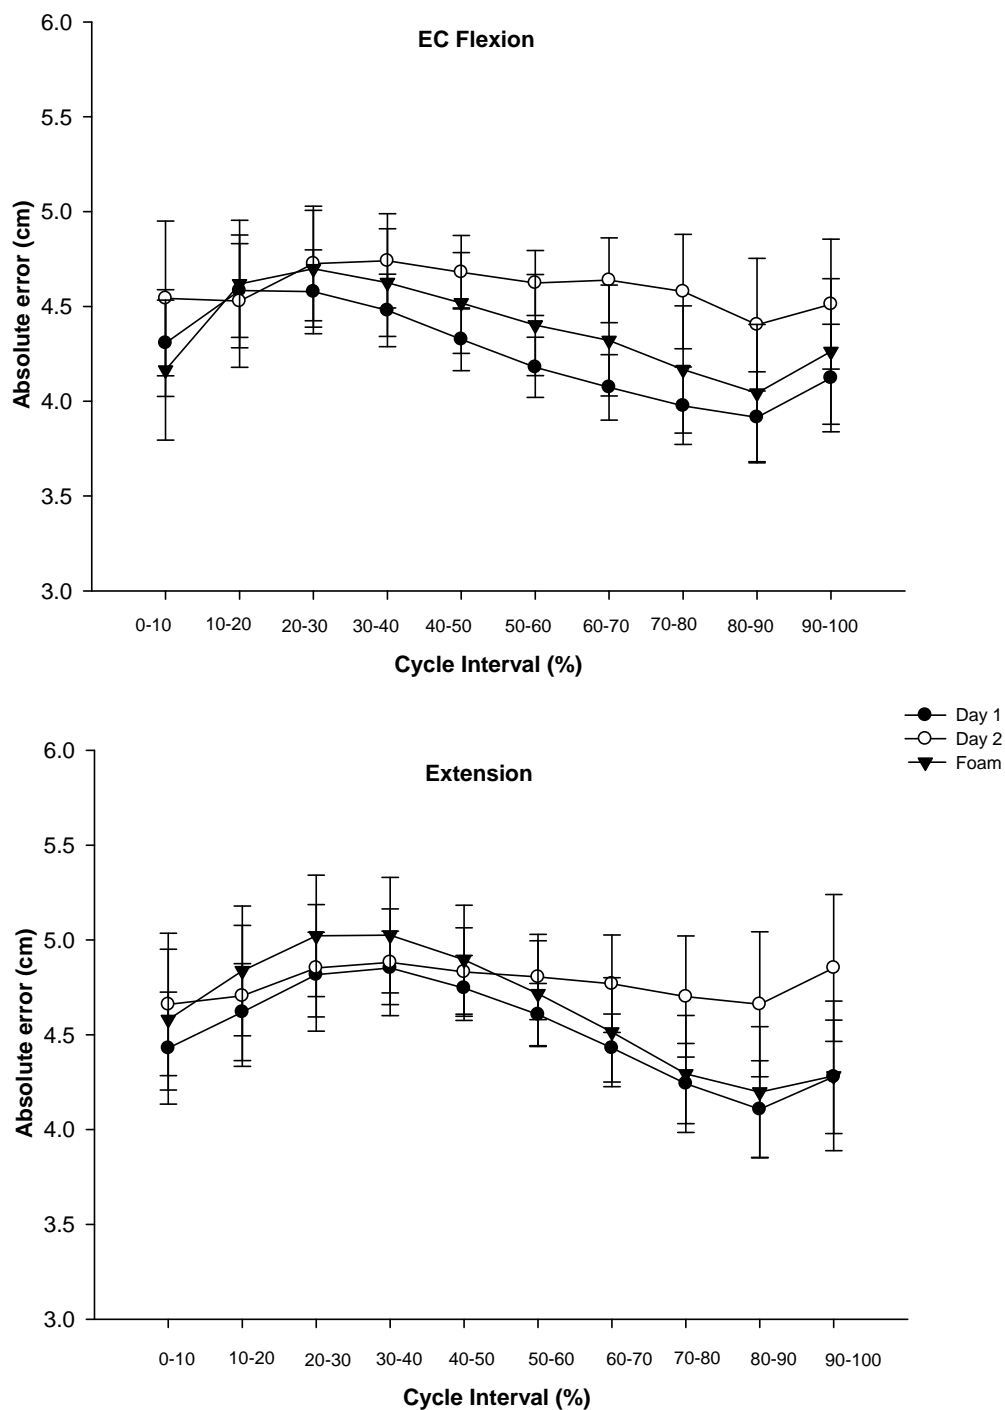 EC Flexion
6.0
5.5
5.0
4.5
4.0
3.5
3.0
Absolute error (cm)
0-10 10-20 20-30 30-40 40-50 50-60 60-70 70-80 80-90 90-100
Cycle Interval (%)
Day 1
Day 2
Foam
Extension
6.0
5.5
5.0
4.5
4.0
3.5
3.0
Absolute error (cm)
0-10 10-20 20-30 30-40 40-50 50-60 60-70 70-80 80-90 90-100
Cycle Interval (%)